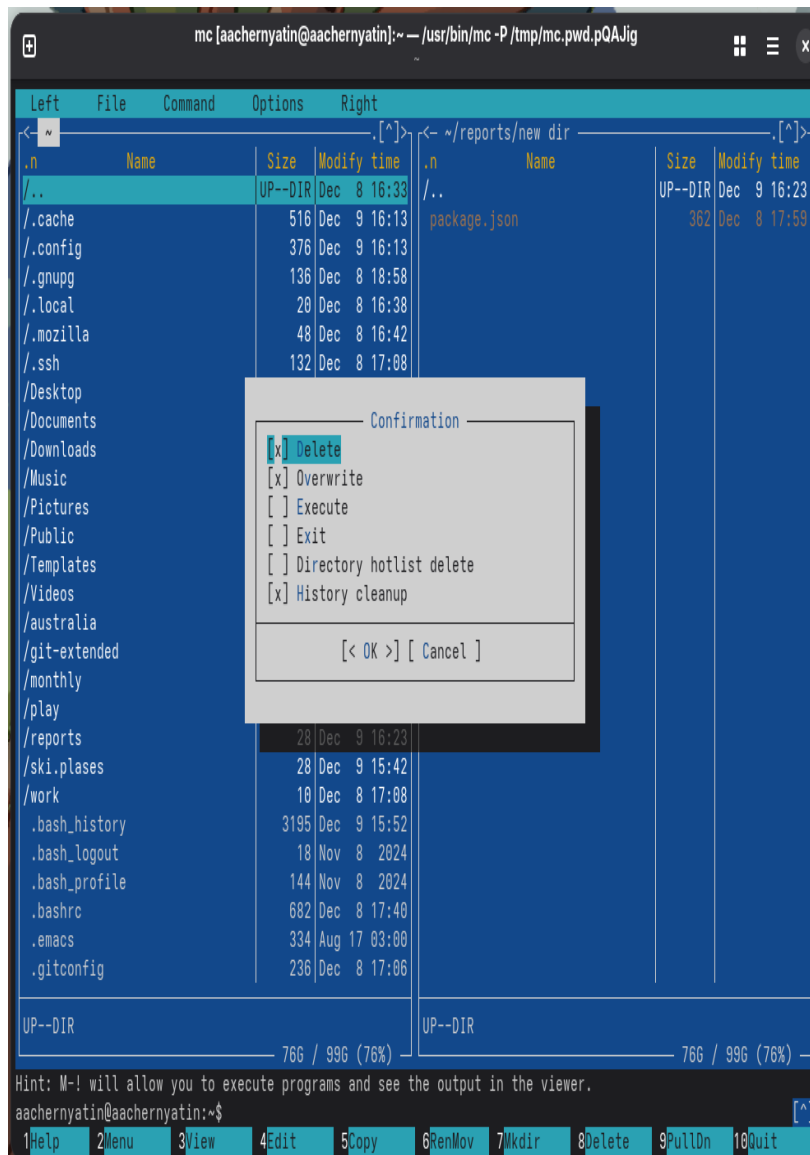 mc [aachernyatin@aachernyatin]:~ — /usr/bin/mc -P /tmp/mc.pwd.pQAJig
~
Left File Command Options Right
<— ~ .[^]> <— ~/reports/new dir .[^]>
.n Name Size Modify time .n Name Size Modify time
/.. UP--DIR Dec 8 16:33 /.. UP--DIR Dec 9 16:23
/.cache 516 Dec 9 16:13 package.json 362 Dec 8 17:59
/.config 376 Dec 9 16:13
/.gnupg 136 Dec 8 18:58
/.local 20 Dec 8 16:38
/.mozilla 48 Dec 8 16:42
/.ssh 132 Dec 8 17:08
/Desktop
/Documents
/Downloads
/Music
/Pictures
/Public
/Templates
/Videos
/australia
/git-extended
/monthly
/play
/reports 28 Dec 9 16:23
/ski.plases 28 Dec 9 15:42
/work 10 Dec 8 17:08
.bash_history 3195 Dec 9 15:52
.bash_logout 18 Nov 8 2024
.bash_profile 144 Nov 8 2024
.bashrc 682 Dec 8 17:40
.emacs 334 Aug 17 03:00
.gitconfig 236 Dec 8 17:06
Confirmation
[x] Delete
[x] Overwrite
[ ] Execute
[ ] Exit
[ ] Directory hotlist delete
[x] History cleanup
[< OK >] [ Cancel ]
UP--DIR UP--DIR
76G / 99G (76%) 76G / 99G (76%)
Hint: M-! will allow you to execute programs and see the output in the viewer.
aachernyatin@aachernyatin:~$ [^]
1Help 2Menu 3View 4Edit 5Copy 6RenMov 7Mkdir 8Delete 9PullDn 10Quit